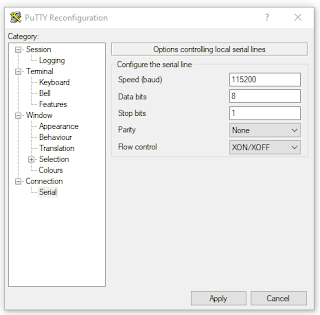 PuTTY Reconfiguration
Category:
Session
Logging
Terminal
Keyboard
Bell
Features
Window
Appearance
Behaviour
Translation
Selection
Colours
Connection
Serial
Options controlling local serial lines
Configure the serial line
Speed (baud) 115200
Data bits 8
Stop bits 1
Parity None
Flow control XON/XOFF
Apply Cancel